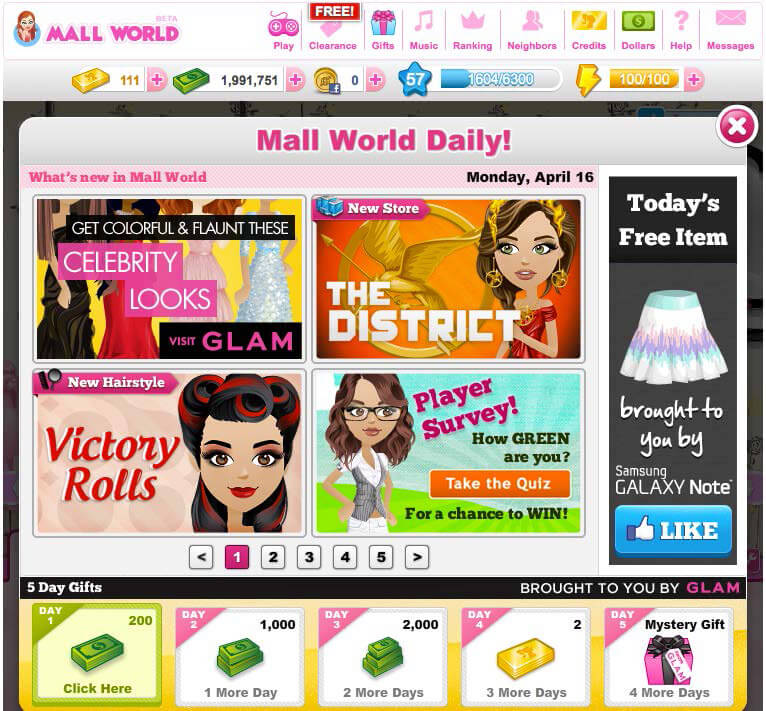 BETA
MALL WORLD
FREE!
Play
Clearance
Gifts
Music
Ranking
Neighbors
Credits
Dollars
Help
Messages
111
1,991,751
0
57
1604/6300
100/100
Mall World Daily!
What's new in Mall World
Monday, April 16
GET COLORFUL & FLAUNT THESE
CELEBRITY
LOOKS
VISIT GLAM
New Store
THE
DISTRICT
New Hairstyle
Victory
Rolls
Player
Survey!
How GREEN
are you?
Take the Quiz
For a chance to WIN!
< 1 2 3 4 5 >
Today's
Free Item
brought to
you by
Samsung
GALAXY Note™
LIKE
5 Day Gifts
BROUGHT TO YOU BY GLAM
DAY
1
200
Click Here
DAY
2
1,000
1 More Day
DAY
3
2,000
2 More Days
DAY
4
2
3 More Days
DAY
5
Mystery Gift
GLAM
4 More Days